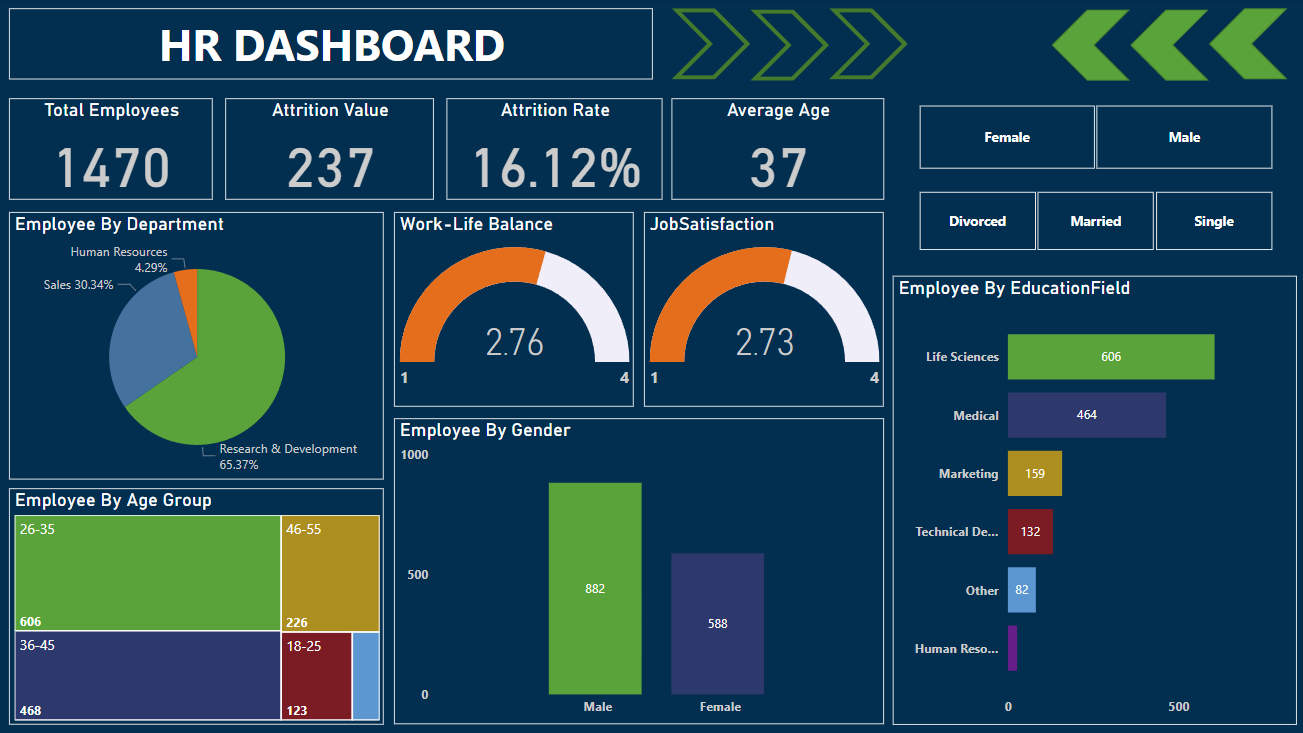 HR DASHBOARD
Total Employees
1470
Attrition Value
237
Attrition Rate
16.12%
Average Age
37
Female
Male
Divorced
Married
Single
Employee By Department
Human Resources
4.29%
Sales 30.34%
Research & Development
65.37%
Work-Life Balance
2.76
1
4
JobSatisfaction
2.73
1
4
Employee By EducationField
Life Sciences
606
Medical
464
Marketing
159
Technical De...
132
Other
82
Human Reso...
0
500
Employee By Age Group
26-35
606
46-55
226
36-45
468
18-25
123
Employee By Gender
1000
500
0
882
588
Male
Female